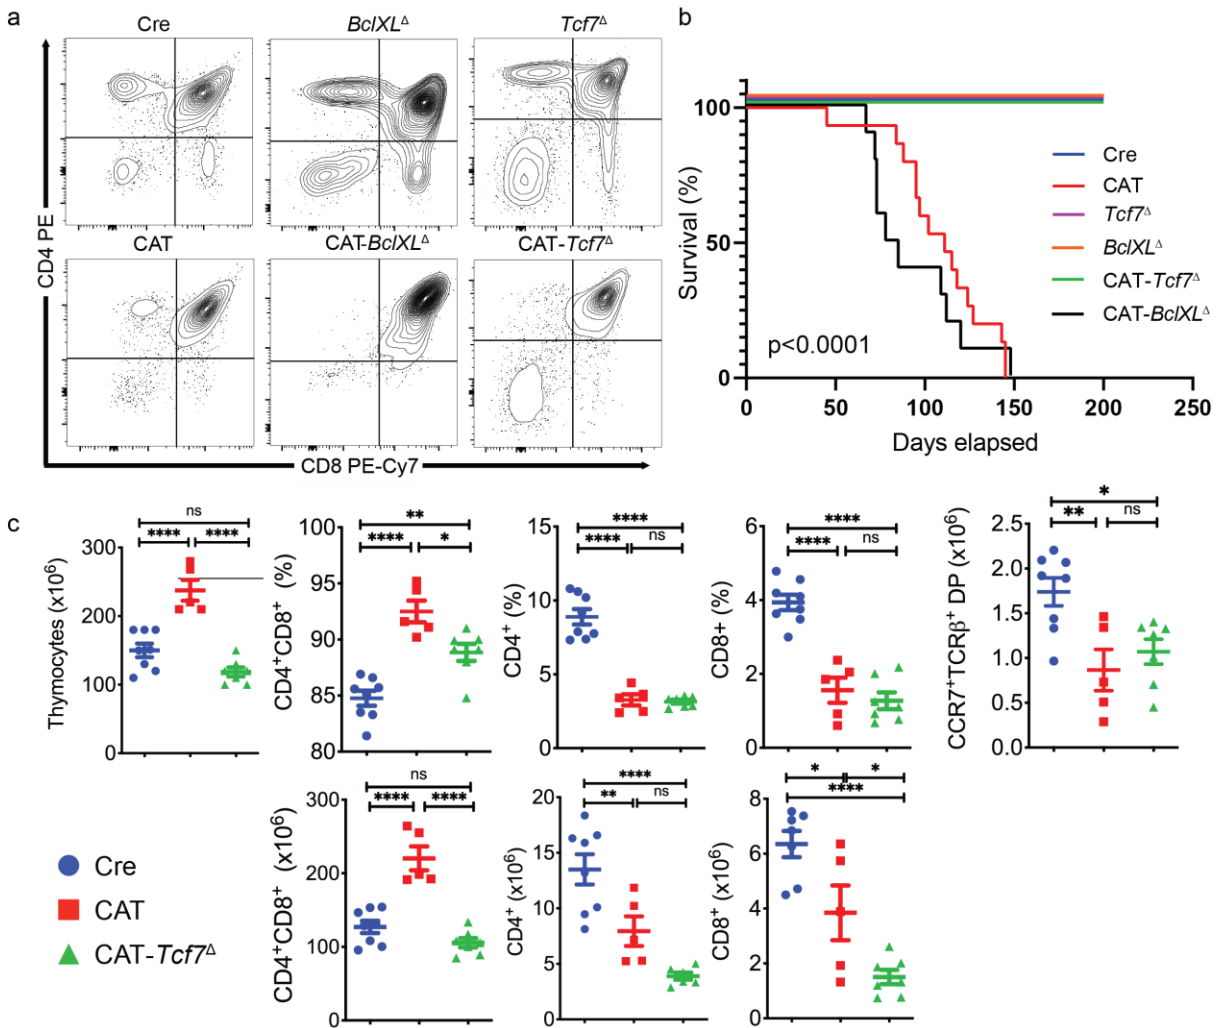 a
Cre
BclXLΔ
Tcf7Δ
CAT
CAT-BclXLΔ
CAT-Tcf7Δ
CD4 PE
CD8 PE-Cy7
b
Survival (%)
100
50
0
0
50
100
150
200
250
Days elapsed
p<0.0001
Cre
CAT
Tcf7Δ
BclXLΔ
CAT-Tcf7Δ
CAT-BclXLΔ
c
Thymocytes (x10⁶)
300
200
100
0
ns
****
****
CD4⁺CD8⁺ (%)
100
95
90
85
80
**
****
*
CD4⁺ (%)
15
10
5
0
****
****
ns
CD8+ (%)
6
4
2
0
****
****
ns
CCR7⁺TCRβ⁺ DP (x10⁶)
2.5
2.0
1.5
1.0
0.5
0.0
*
**
ns
Cre
CAT
CAT-Tcf7Δ
CD4⁺CD8⁺ (x10⁶)
300
200
100
0
ns
****
****
CD4⁺ (x10⁶)
20
15
10
5
0
****
**
ns
CD8⁺ (x10⁶)
8
6
4
2
0
*
*
****